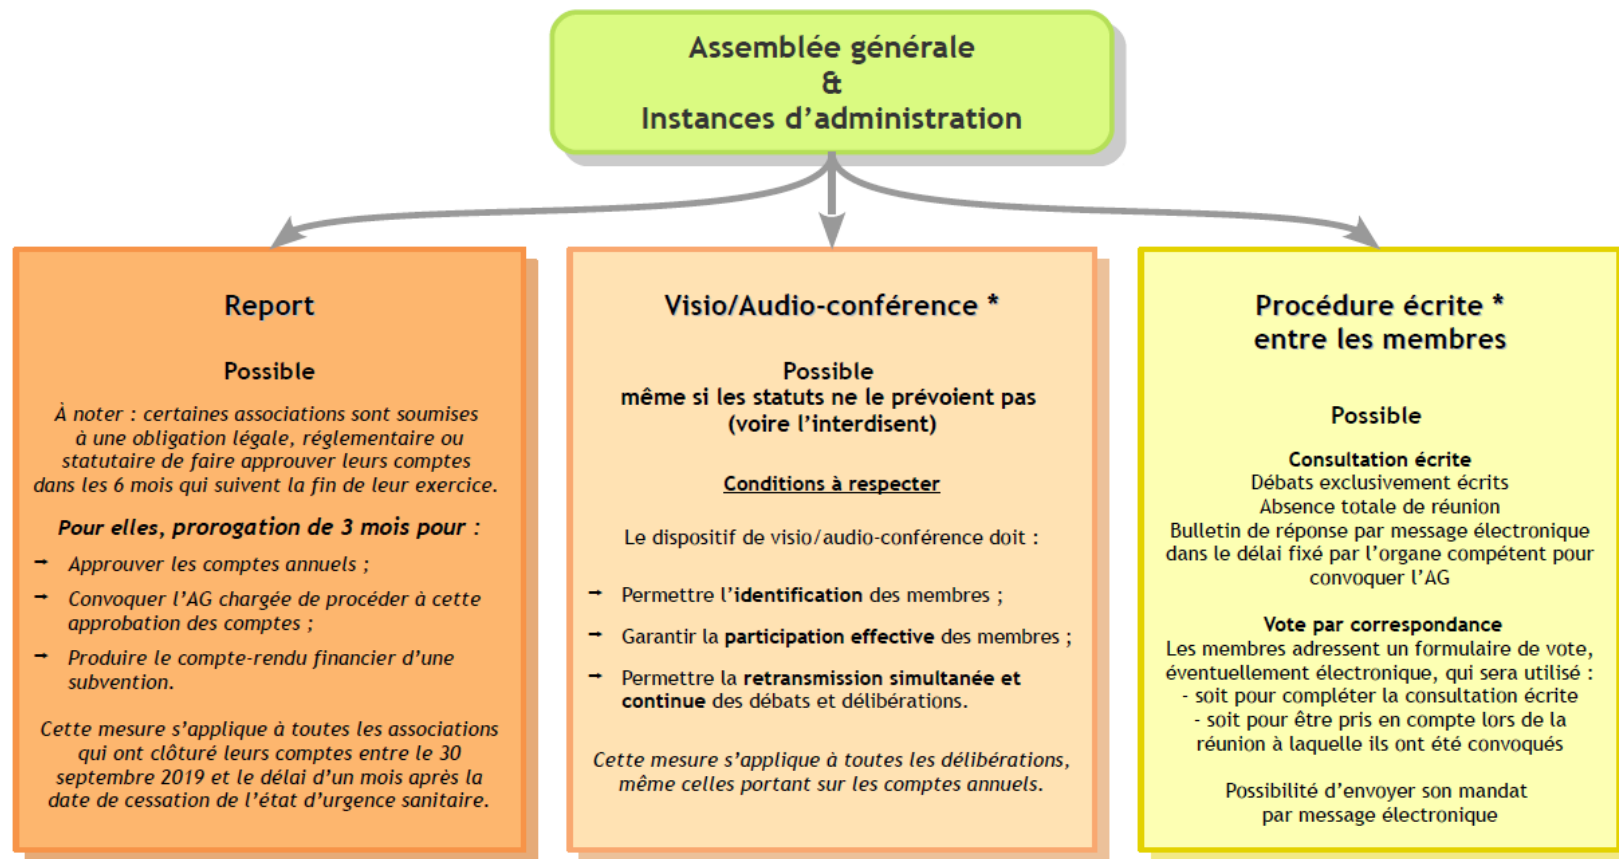 Assemblée générale
&
Instances d’administration
Report
Possible
À noter : certaines associations sont soumises
à une obligation légale, réglementaire ou
statutaire de faire approuver leurs comptes
dans les 6 mois qui suivent la fin de leur exercice.
Pour elles, prorogation de 3 mois pour :
→ Approuver les comptes annuels ;
→ Convoquer l’AG chargée de procéder à cette
approbation des comptes ;
→ Produire le compte-rendu financier d’une
subvention.
Cette mesure s’applique à toutes les associations
qui ont clôturé leurs comptes entre le 30
septembre 2019 et le délai d’un mois après la
date de cessation de l’état d’urgence sanitaire.
Visio/Audio-conférence *
Possible
même si les statuts ne le prévoient pas
(voire l’interdisent)
Conditions à respecter
Le dispositif de visio/audio-conférence doit :
→ Permettre l’identification des membres ;
→ Garantir la participation effective des membres ;
→ Permettre la retransmission simultanée et
continue des débats et délibérations.
Cette mesure s’applique à toutes les délibérations,
même celles portant sur les comptes annuels.
Procédure écrite *
entre les membres
Possible
Consultation écrite
Débats exclusivement écrits
Absence totale de réunion
Bulletin de réponse par message électronique
dans le délai fixé par l’organe compétent pour
convoquer l’AG
Vote par correspondance
Les membres adressent un formulaire de vote,
éventuellement électronique, qui sera utilisé :
- soit pour compléter la consultation écrite
- soit pour être pris en compte lors de la
réunion à laquelle ils ont été convoqués
Possibilité d’envoyer son mandat
par message électronique